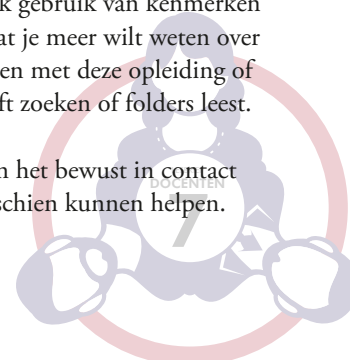 k gebruik van kenmerken
at je meer wilt weten over
en met deze opleiding of
ft zoeken of folders leest.
n het bewust in contact
schien kunnen helpen.
DOCENTEN
7